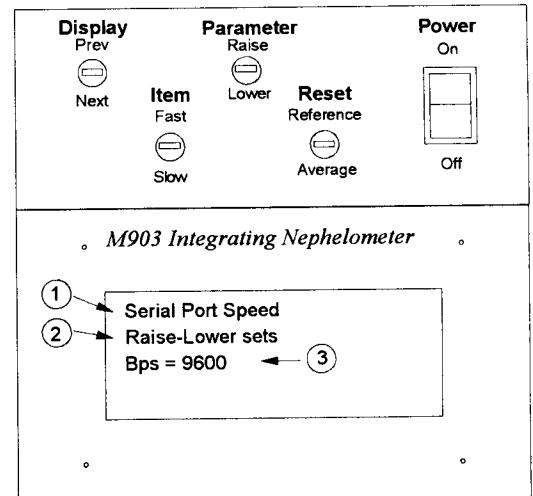 Display
Prev
Next
Item
Fast
Slow
Parameter
Raise
Lower
Reset
Reference
Average
Power
On
Off
M903 Integrating Nephelometer
1 Serial Port Speed
2 Raise-Lower sets
Bps = 9600 3